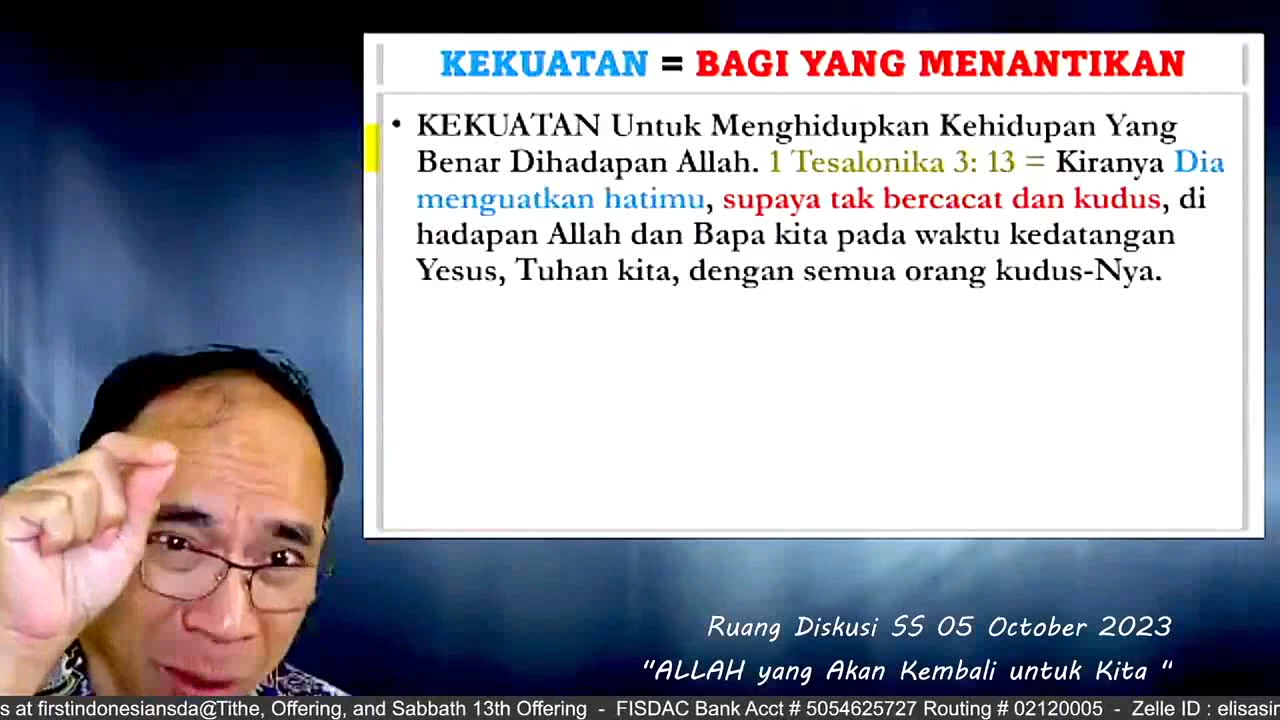 KEKUATAN = BAGI YANG MENANTIKAN
• KEKUATAN Untuk Menghidupkan Kehidupan Yang
Benar Dihadapan Allah. 1 Tesalonika 3: 13 = Kiranya Dia
menguatkan hatimu, supaya tak bercacat dan kudus, di
hadapan Allah dan Bapa kita pada waktu kedatangan
Yesus, Tuhan kita, dengan semua orang kudus-Nya.
Ruang Diskusi SS 05 October 2023
"ALLAH yang Akan Kembali untuk Kita "
s at firstindonesiansda@Tithe, Offering, and Sabbath 13th Offering - FISDAC Bank Acct # 5054625727 Routing # 02120005 - Zelle ID : elisasir